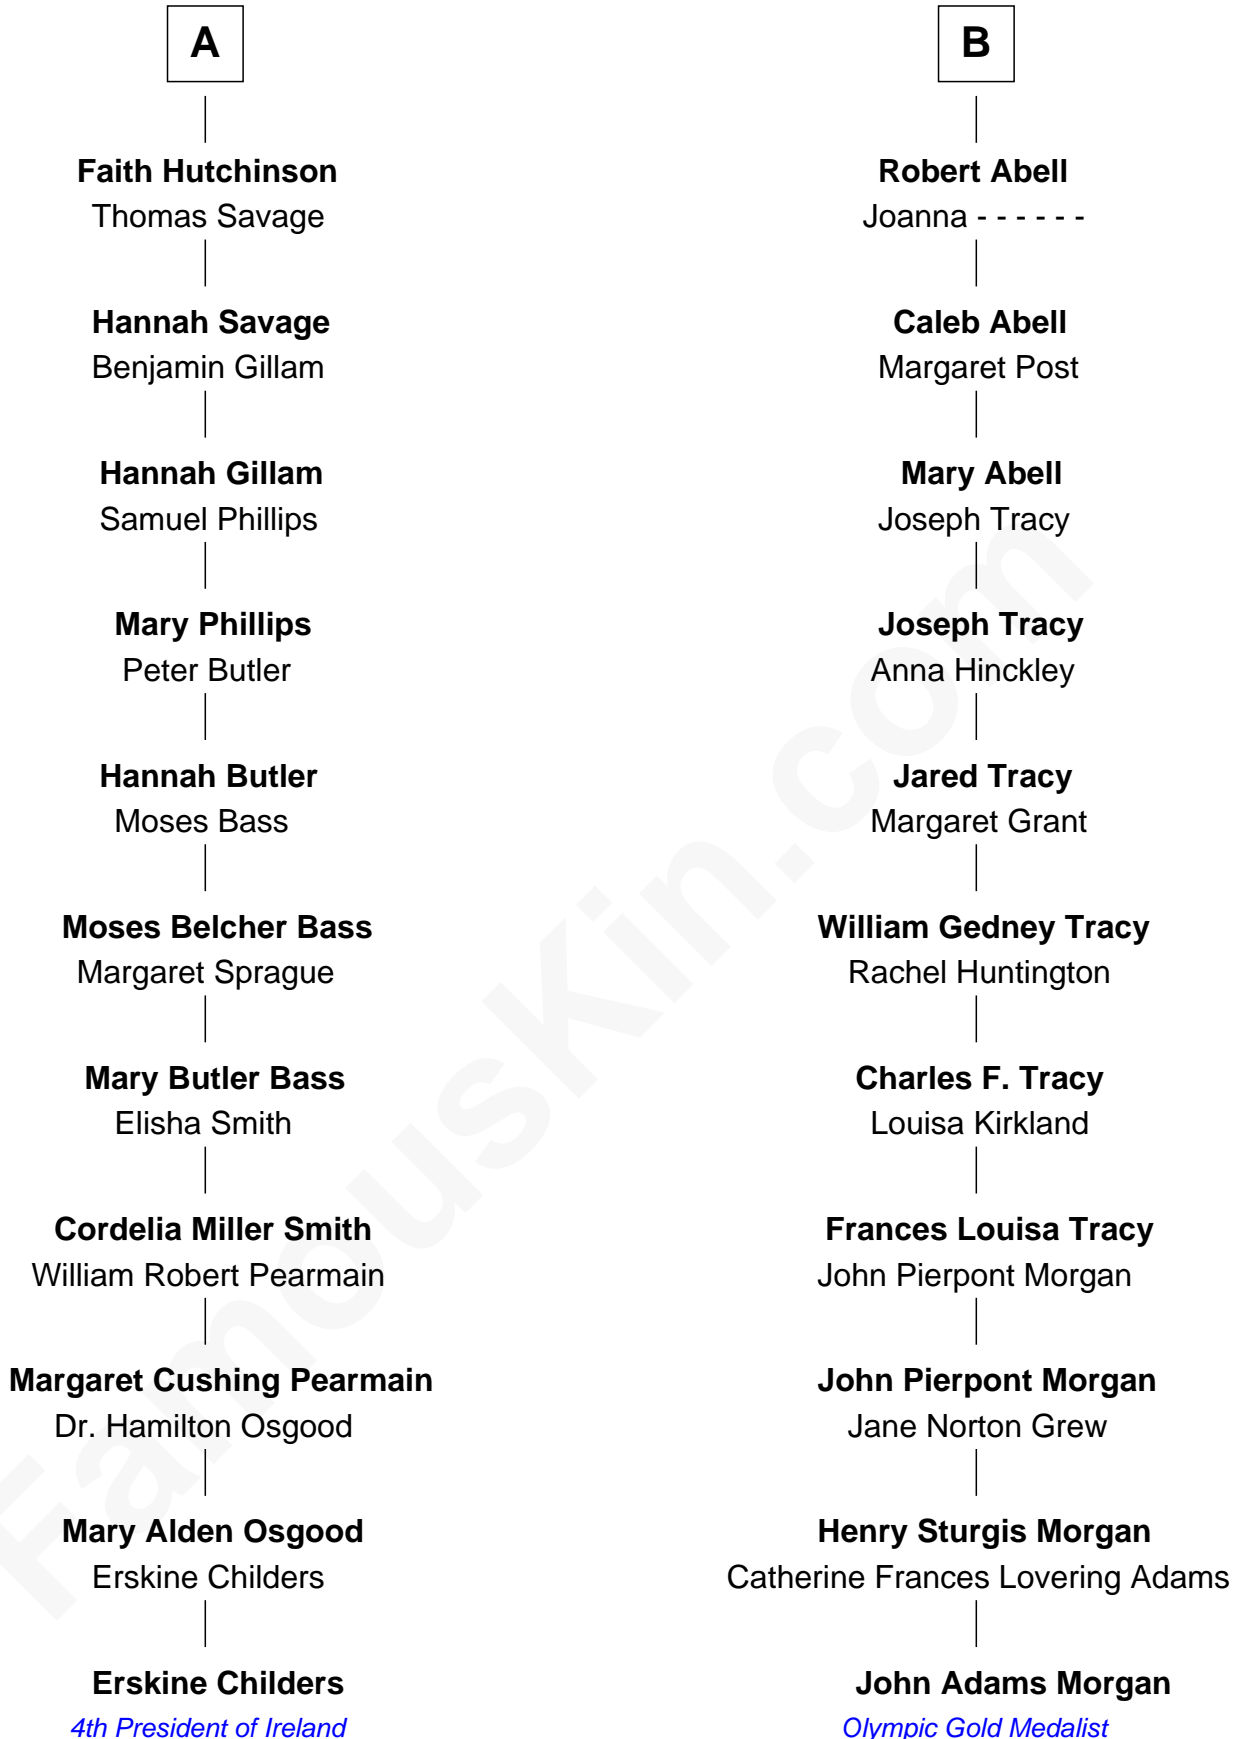 A
Faith Hutchinson
Thomas Savage
Hannah Savage
Benjamin Gillam
Hannah Gillam
Samuel Phillips
Mary Phillips
Peter Butler
Hannah Butler
Moses Bass
Moses Belcher Bass
Margaret Sprague
Mary Butler Bass
Elisha Smith
Cordelia Miller Smith
William Robert Pearmain
Margaret Cushing Pearmain
Dr. Hamilton Osgood
Mary Alden Osgood
Erskine Childers
Erskine Childers
4th President of Ireland
B
Robert Abell
Joanna - - - - - -
Caleb Abell
Margaret Post
Mary Abell
Joseph Tracy
Joseph Tracy
Anna Hinckley
Jared Tracy
Margaret Grant
William Gedney Tracy
Rachel Huntington
Charles F. Tracy
Louisa Kirkland
Frances Louisa Tracy
John Pierpont Morgan
John Pierpont Morgan
Jane Norton Grew
Henry Sturgis Morgan
Catherine Frances Lovering Adams
John Adams Morgan
Olympic Gold Medalist
FamousKin.com